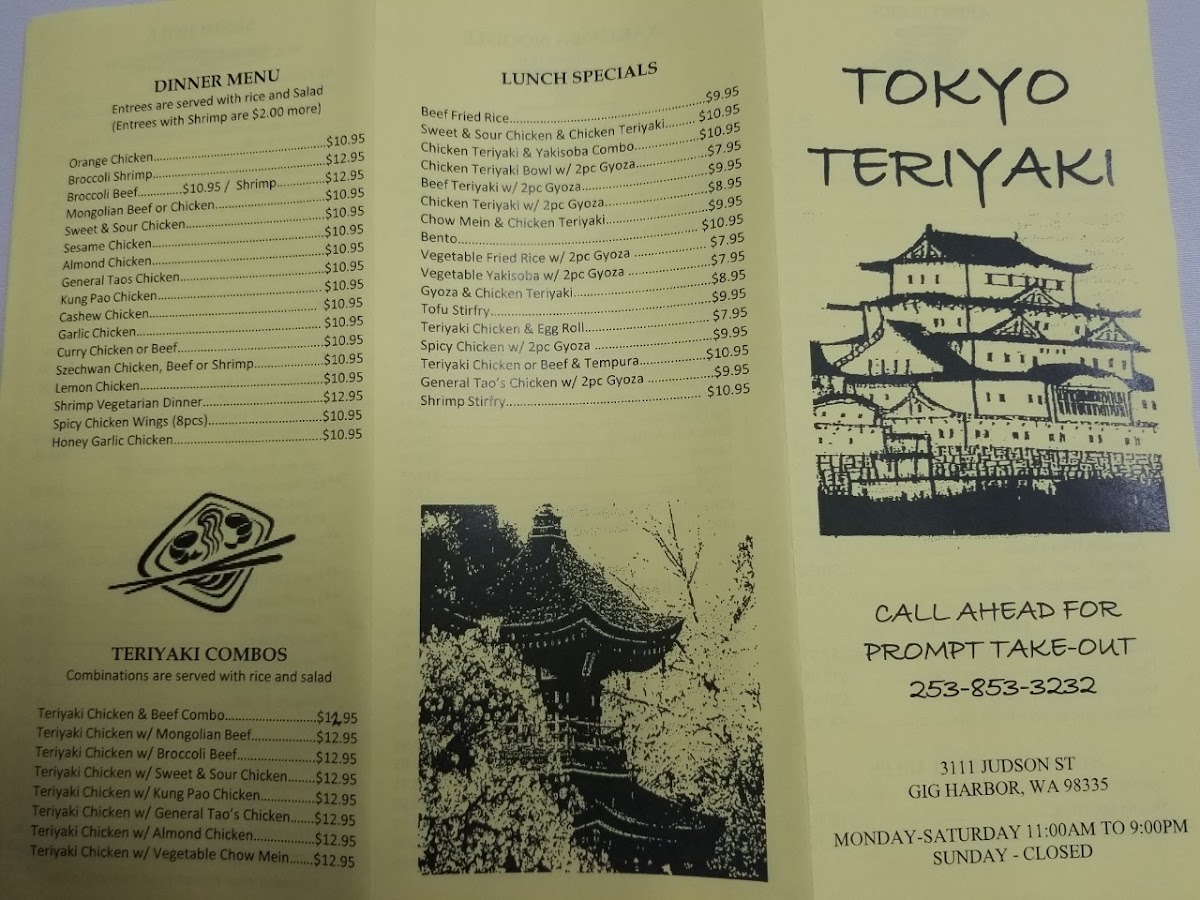 DINNER MENU
Entrees are served with rice and Salad
(Entrees with Shrimp are $2.00 more)
Orange Chicken....................$10.95
Broccoli Shrimp....................$12.95
Broccoli Beef............$10.95 / Shrimp............$12.95
Mongolian Beef or Chicken....................$10.95
Sweet & Sour Chicken....................$10.95
Sesame Chicken....................$10.95
Almond Chicken....................$10.95
General Taos Chicken....................$10.95
Kung Pao Chicken....................$10.95
Cashew Chicken....................$10.95
Garlic Chicken....................$10.95
Curry Chicken or Beef....................$10.95
Szechwan Chicken, Beef or Shrimp....................$10.95
Lemon Chicken....................$10.95
Shrimp Vegetarian Dinner....................$12.95
Spicy Chicken Wings (8pcs)....................$10.95
Honey Garlic Chicken....................$10.95
TERIYAKI COMBOS
Combinations are served with rice and salad
Teriyaki Chicken & Beef Combo....................$12.95
Teriyaki Chicken w/ Mongolian Beef....................$12.95
Teriyaki Chicken w/ Broccoli Beef....................$12.95
Teriyaki Chicken w/ Sweet & Sour Chicken.......$12.95
Teriyaki Chicken w/ Kung Pao Chicken....................$12.95
Teriyaki Chicken w/ General Tao's Chicken......$12.95
Teriyaki Chicken w/ Almond Chicken....................$12.95
Teriyaki Chicken w/ Vegetable Chow Mein......$12.95
LUNCH SPECIALS
Beef Fried Rice....................$9.95
Sweet & Sour Chicken & Chicken Teriyaki........ $10.95
Chicken Teriyaki & Yakisoba Combo....................$10.95
Chicken Teriyaki Bowl w/ 2pc Gyoza....................$7.95
Beef Teriyaki w/ 2pc Gyoza....................$9.95
Chicken Teriyaki w/ 2pc Gyoza....................$8.95
Chow Mein & Chicken Teriyaki....................$9.95
Bento.................... $10.95
Vegetable Fried Rice w/ 2pc Gyoza .................... $7.95
Vegetable Yakisoba w/ 2pc Gyoza ....................$7.95
Gyoza & Chicken Teriyaki....................$8.95
Tofu Stirfry....................$9.95
Teriyaki Chicken & Egg Roll....................$7.95
Spicy Chicken w/ 2pc Gyoza ....................$9.95
Teriyaki Chicken or Beef & Tempura....................$10.95
General Tao's Chicken w/ 2pc Gyoza ....................$9.95
Shrimp Stirfry.................... $10.95
TOKYO
TERIYAKI
CALL AHEAD FOR
PROMPT TAKE-OUT
253-853-3232
3111 JUDSON ST
GIG HARBOR, WA 98335
MONDAY-SATURDAY 11:00AM TO 9:00PM
SUNDAY - CLOSED